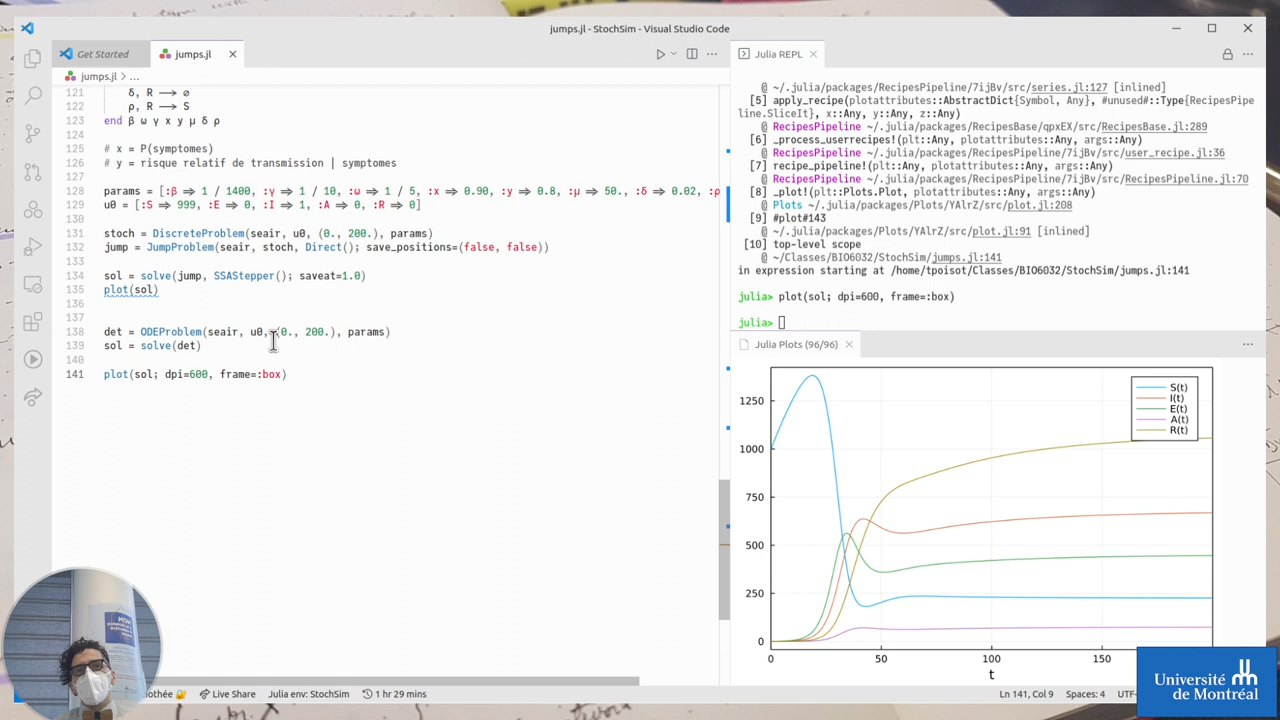 jumps.jl - StochSim - Visual Studio Code
Get Started
jumps.jl
jumps.jl > ...
121 δ, R ⟶ ∅
122 ρ, R ⟶ S
123 end β ω γ x y μ δ ρ
124
125 # x = P(symptomes)
126 # y = risque relatif de transmission | symptomes
127
128 params = [:β => 1 / 1400, :γ => 1 / 10, :ω => 1 / 5, :x => 0.90, :y => 0.8, :μ => 50., :δ => 0.02, :ρ
129 u0 = [:S => 999, :E => 0, :I => 1, :A => 0, :R => 0]
130
131 stoch = DiscreteProblem(seair, u0, (0., 200.), params)
132 jump = JumpProblem(seair, stoch, Direct(); save_positions=(false, false))
133
134 sol = solve(jump, SSAStepper(); saveat=1.0)
135 plot(sol)
136
137
138 det = ODEProblem(seair, u0, (0., 200.), params)
139 sol = solve(det)
140
141 plot(sol; dpi=600, frame=:box)
Julia REPL
@ ~/.julia/packages/RecipesPipeline/7ijBv/src/series.jl:127 [inlined]
[5] apply_recipe(plotattributes::AbstractDict{Symbol, Any}, #unused#::Type{RecipesPipe
line.SliceIt}, x::Any, y::Any, z::Any)
@ RecipesPipeline ~/.julia/packages/RecipesBase/qpxEX/src/RecipesBase.jl:289
[6] _process_userrecipes!(plt::Any, plotattributes::Any, args::Any)
@ RecipesPipeline ~/.julia/packages/RecipesPipeline/7ijBv/src/user_recipe.jl:36
[7] recipe_pipeline!(plt::Any, plotattributes::Any, args::Any)
@ RecipesPipeline ~/.julia/packages/RecipesPipeline/7ijBv/src/RecipesPipeline.jl:70
[8] _plot!(plt::Plots.Plot, plotattributes::Any, args::Any)
@ Plots ~/.julia/packages/Plots/YAlrZ/src/plot.jl:208
[9] #plot#143
@ ~/.julia/packages/Plots/YAlrZ/src/plot.jl:91 [inlined]
[10] top-level scope
@ ~/Classes/BIO6032/StochSim/jumps.jl:141
in expression starting at /home/tpoisot/Classes/BIO6032/StochSim/jumps.jl:141
julia> plot(sol; dpi=600, frame=:box)
julia>
Julia Plots (96/96)
1250
1000
750
500
250
0
0 50 100 150
t
S(t)
I(t)
E(t)
A(t)
R(t)
Université
de Montréal
othée Live Share Julia env: StochSim 1 hr 29 mins Ln 141, Col 9 Spaces: 4 UTF-